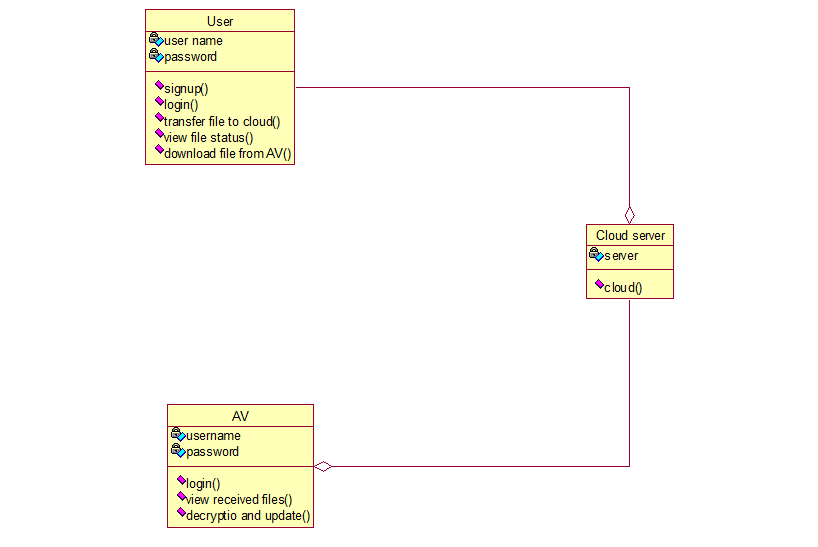 User
user name
password
signup()
login()
transfer file to cloud()
view file status()
download file from AV()
Cloud server
server
cloud()
AV
username
password
login()
view received files()
decryptio and update()